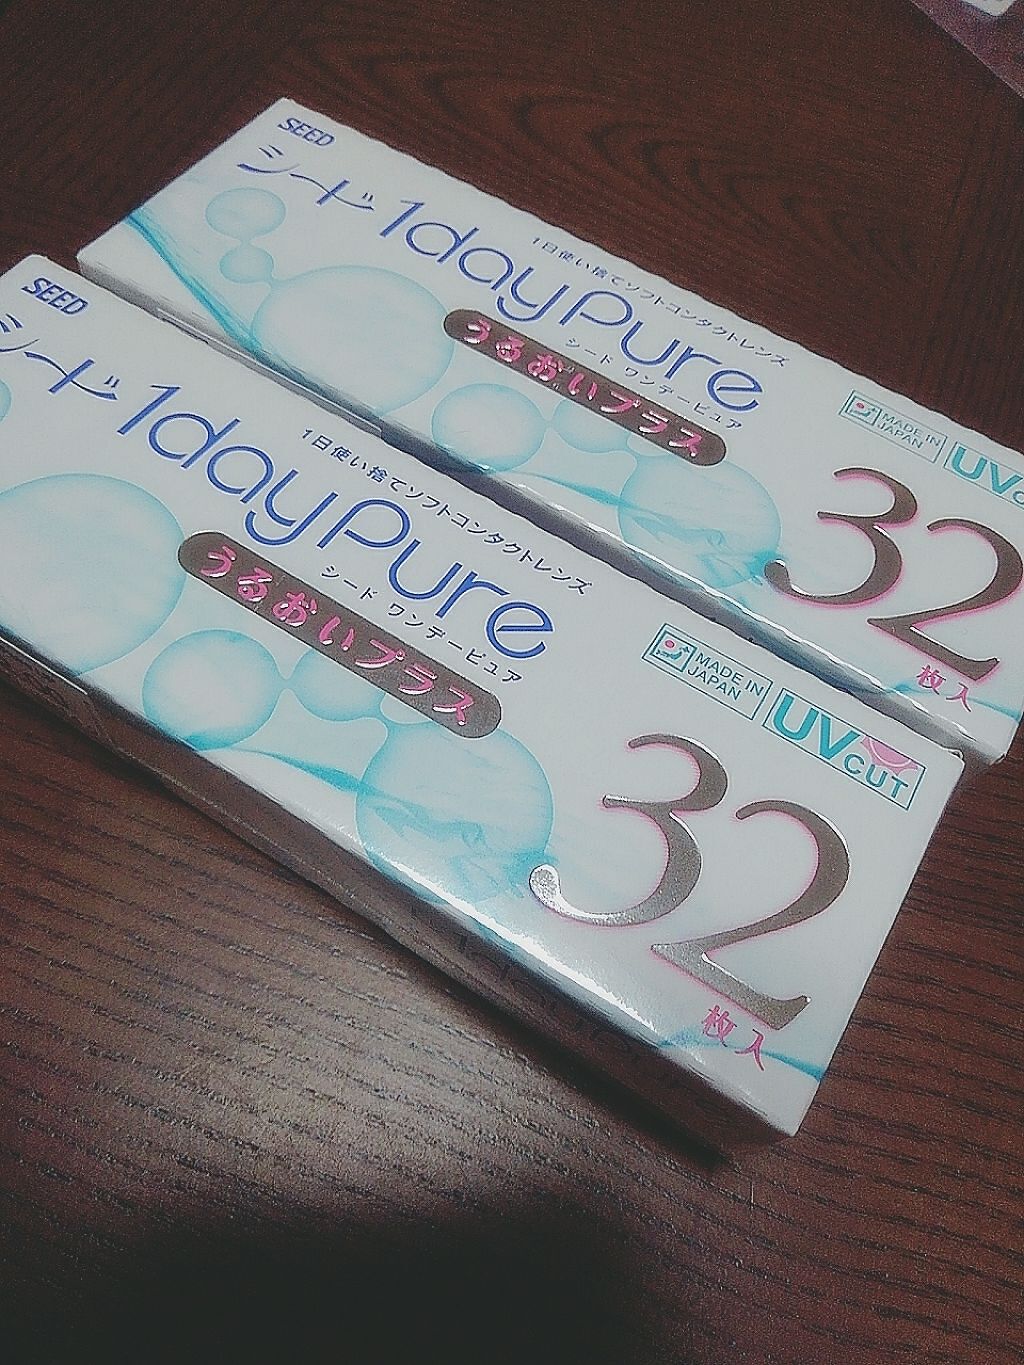 SEED
シード 1dayPure
1日使い捨てソフトコンタクトレンズ
シード ワンデーピュア
うるおいプラス
MADE IN
JAPAN
UV
32
枚入
SEED
シード 1dayPure
1日使い捨てソフトコンタクトレンズ
シード ワンデーピュア
うるおいプラス
MADE IN
JAPAN
UV CUT
32
枚入